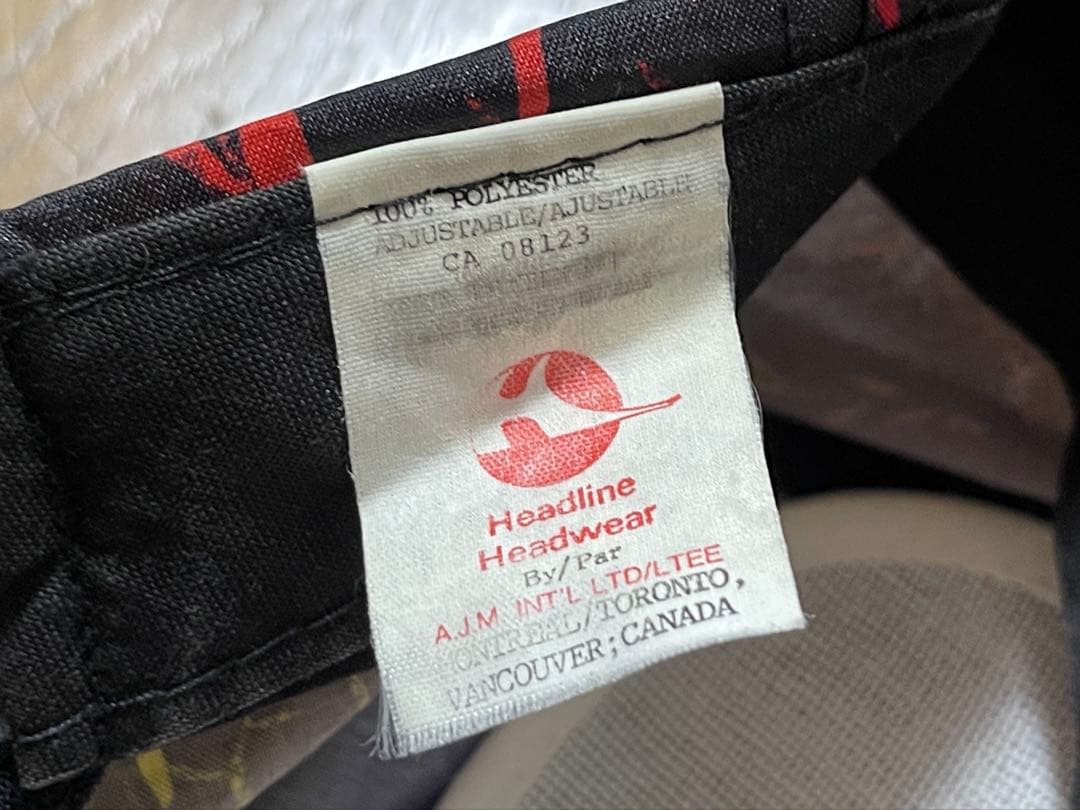 100% POLYESTER
ADJUSTABLE/AJUSTABLE
CA 08123
Headline
Headwear
By/Par
A.J.M. INT'L LTD/LTEE
MONTREAL/TORONTO,
VANCOUVER;CANADA